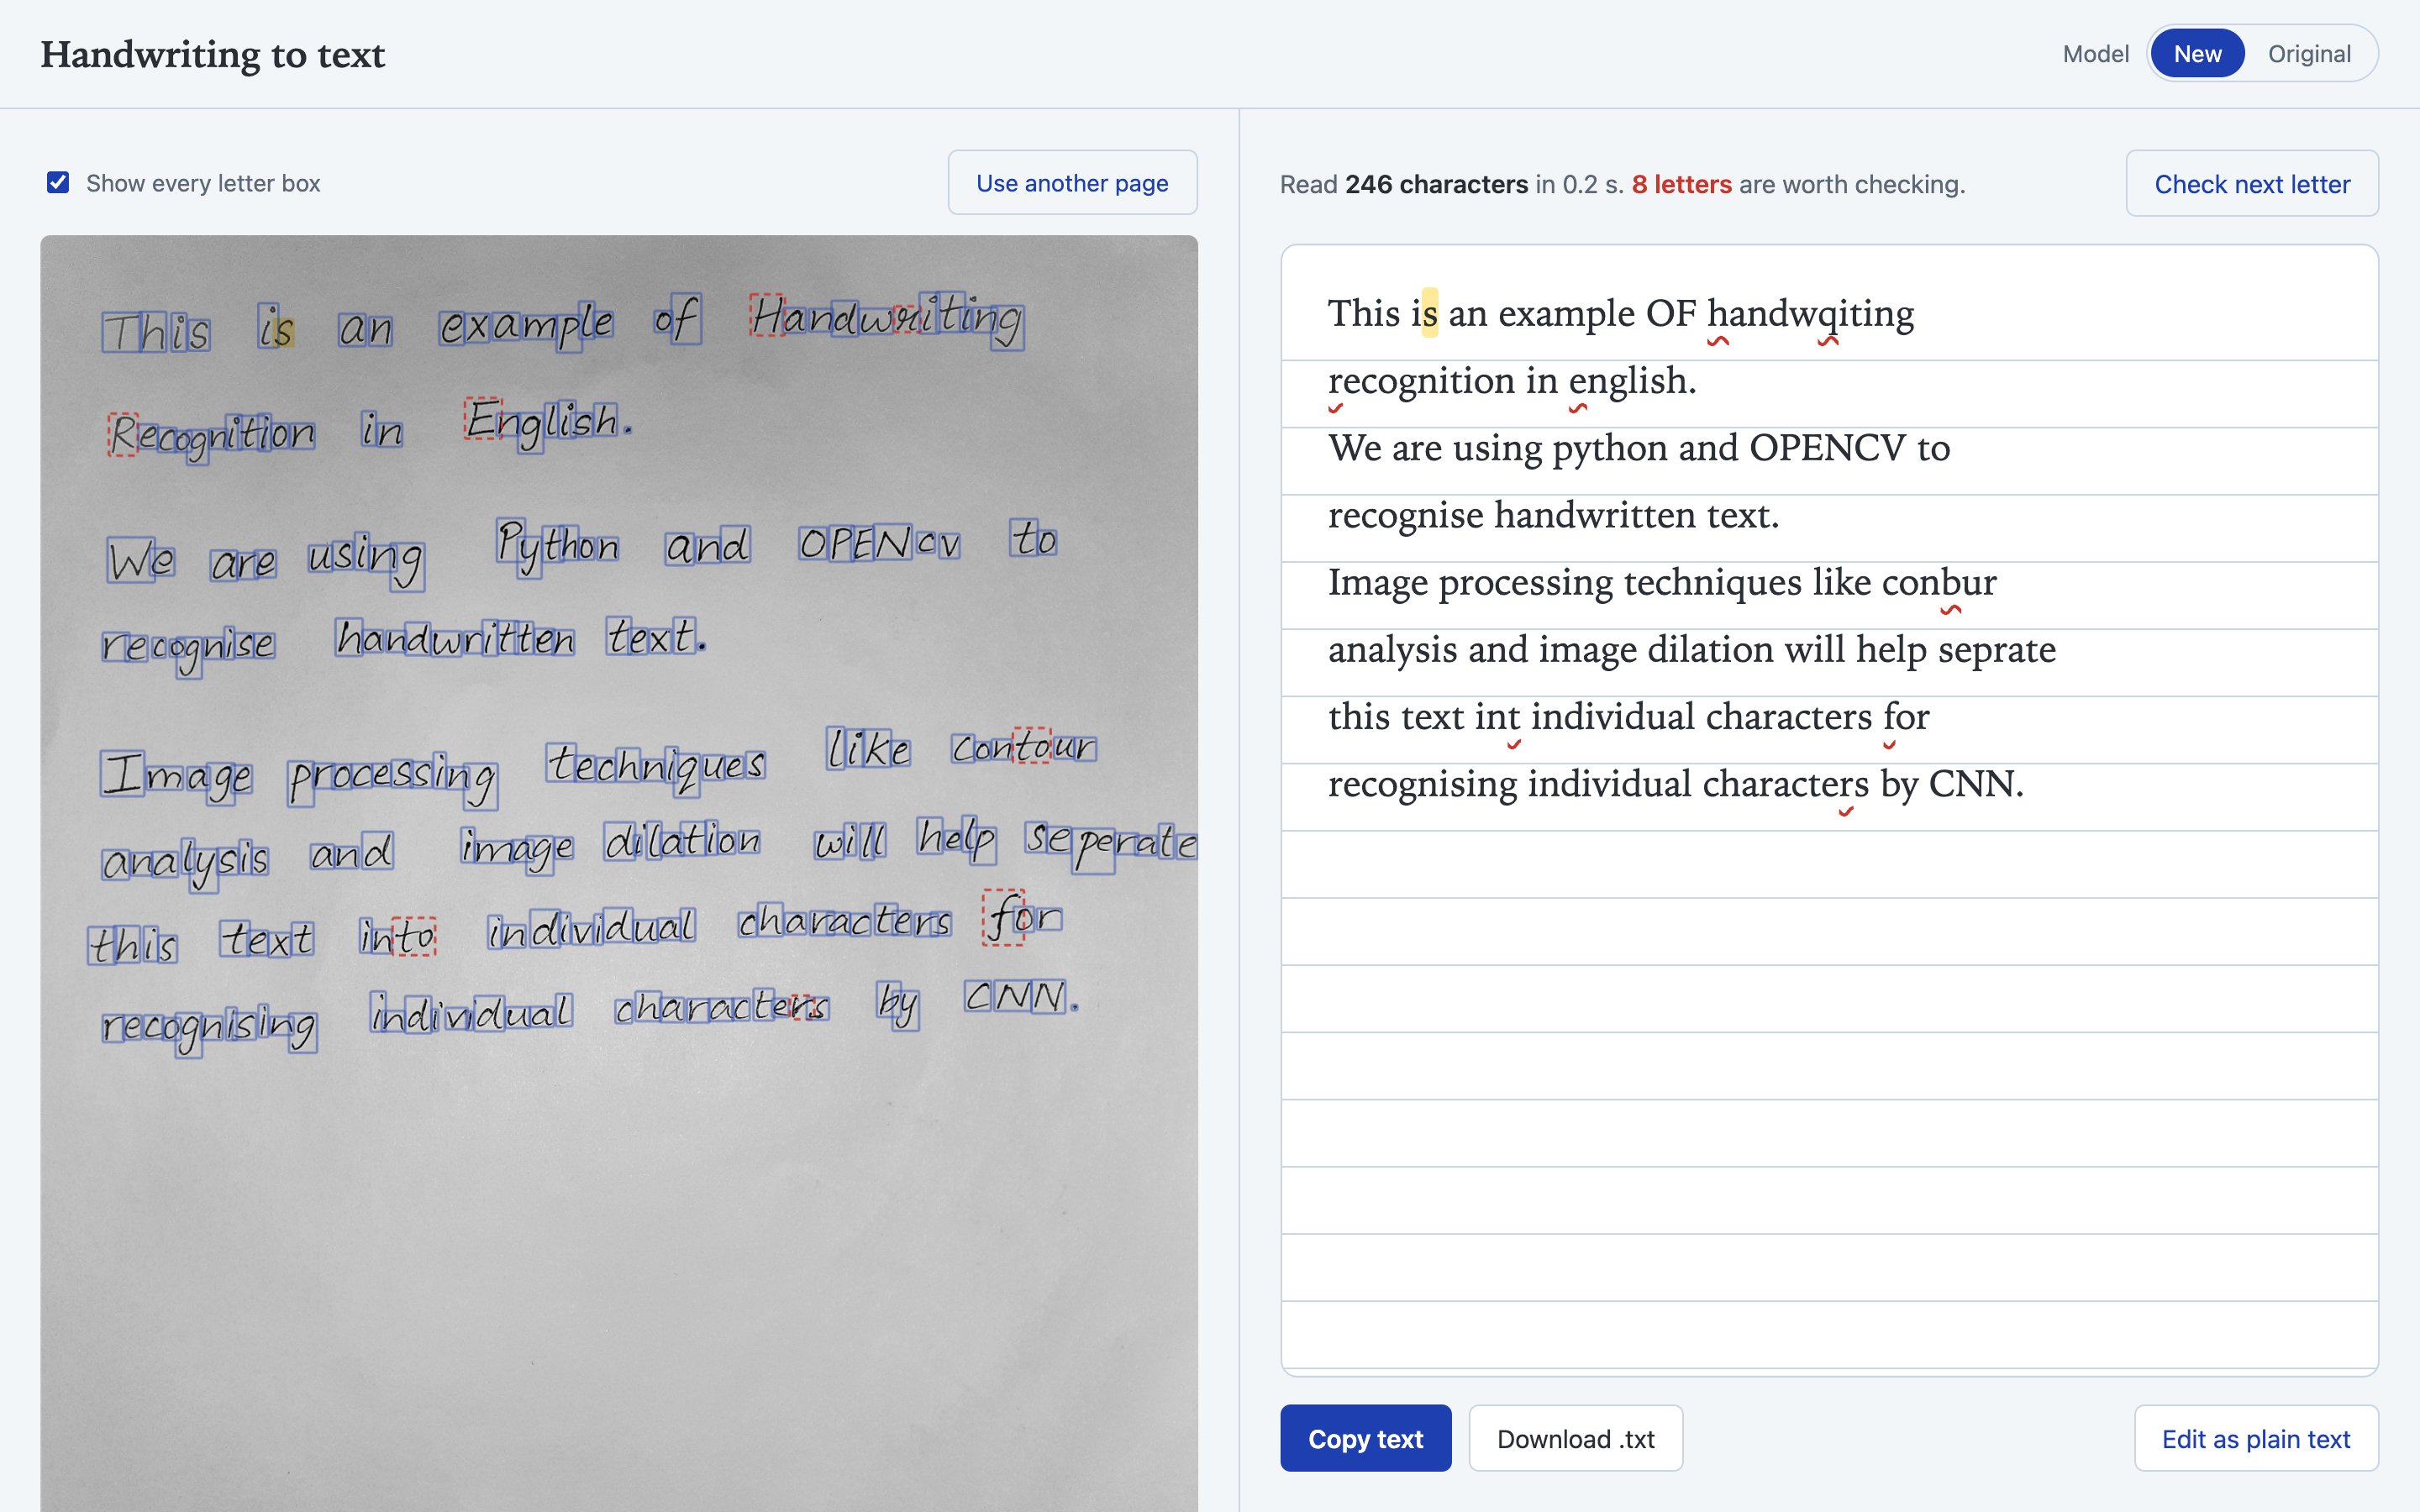 Handwriting to text
Model New Original
Show every letter box
Use another page
This is an example of Handwriting
Recognition in English.
We are using Python and OPENCV to
recognise handwritten text.
Image processing techniques like contour
analysis and image dilation will help seperate
this text into individual characters for
recognising individual characters by CNN.
Read 246 characters in 0.2 s. 8 letters are worth checking.
Check next letter
This is an example OF handwqiting
recognition in english.
We are using python and OPENCV to
recognise handwritten text.
Image processing techniques like conbur
analysis and image dilation will help seprate
this text int individual characters for
recognising individual characters by CNN.
Copy text
Download .txt
Edit as plain text